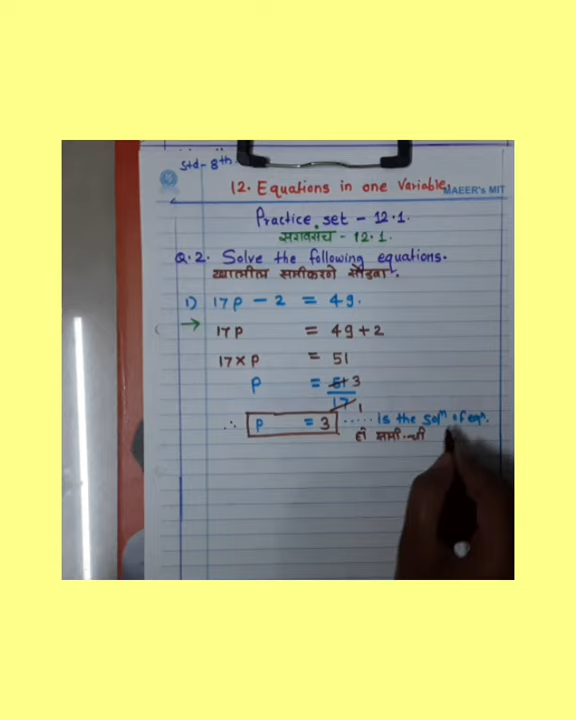 Std-8th
12. Equations in one Variable.
MAEER's MIT
Practice set - 12.1.
सरावसंच - 12.1.
Q.2. Solve the following equations.
खालील समीकरणे सोडवा.
1) 17p - 2 = 49.
→ 17p = 49+2
17×p = 51
p = 51 3
17 1
∴ p = 3 ..... is the solⁿ of eqⁿ.
ही समी.ची